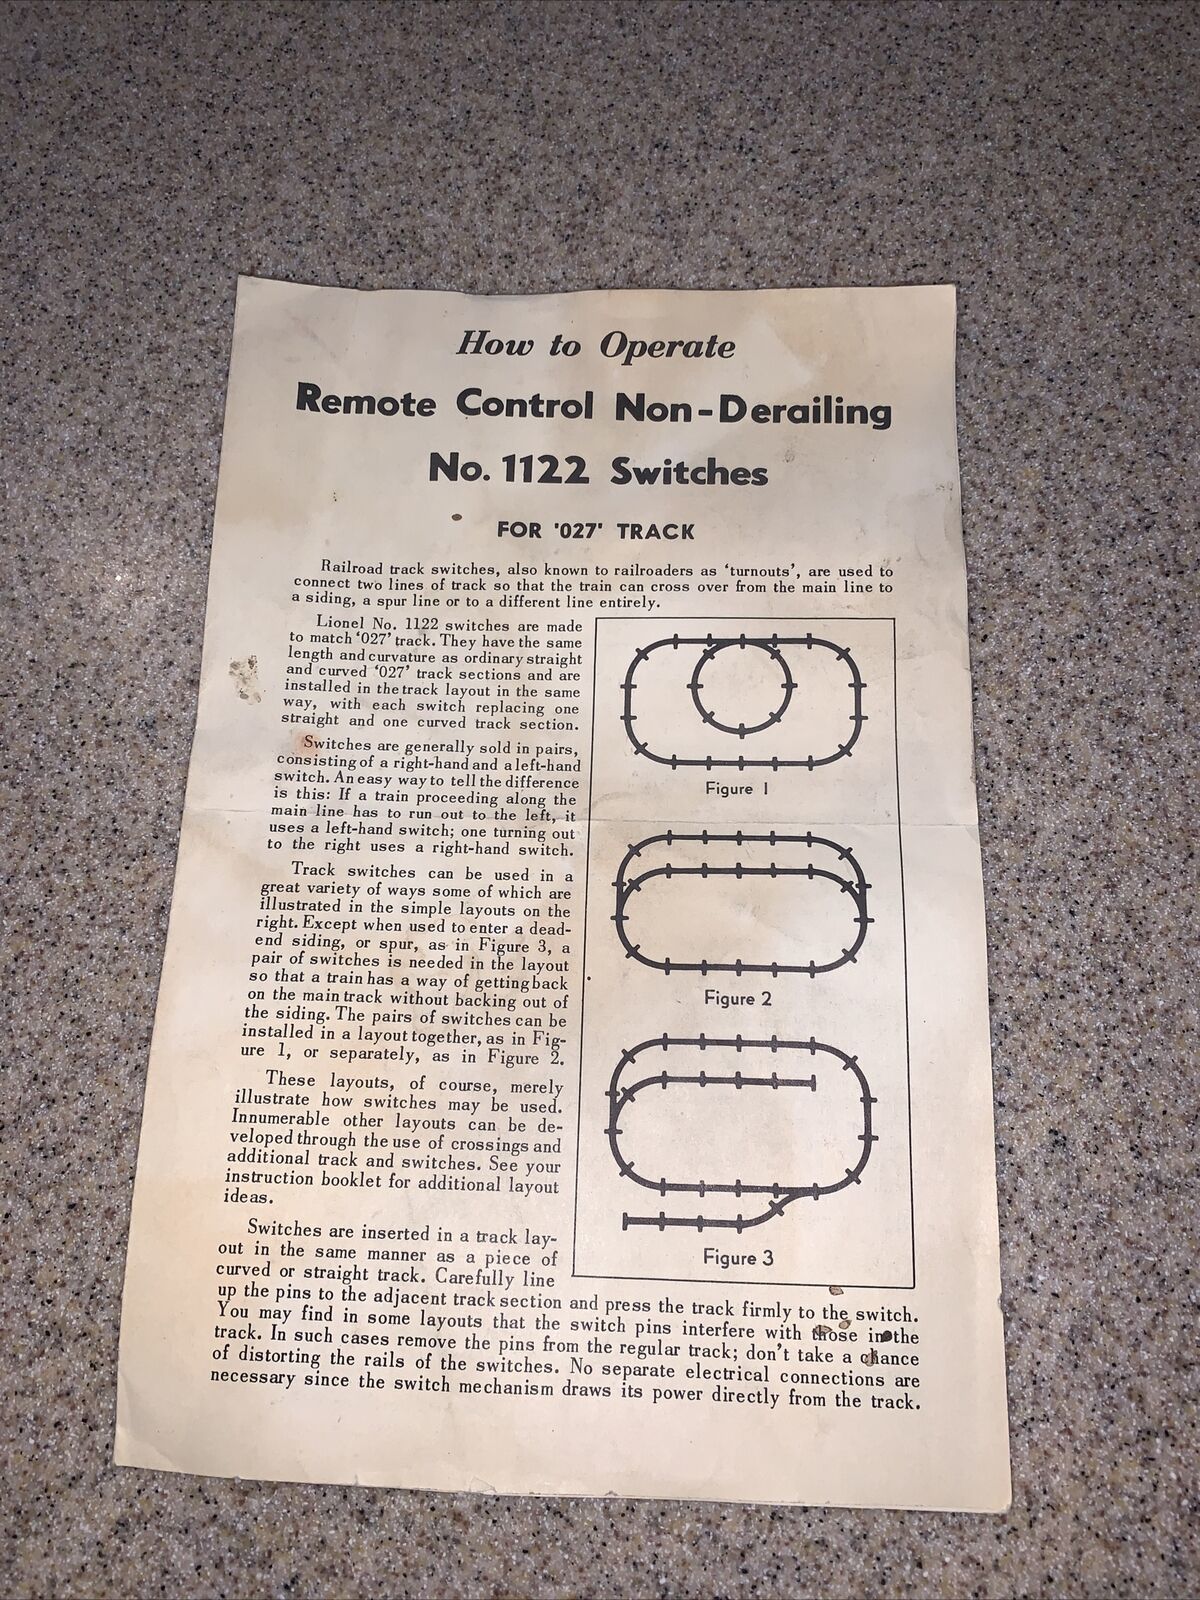 How to Operate
Remote Control Non-Derailing
No. 1122 Switches
FOR '027' TRACK
Railroad track switches, also known to railroaders as 'turnouts', are used to
connect two lines of track so that the train can cross over from the main line to
a siding, a spur line or to a different line entirely.
Lionel No. 1122 switches are made
to match '027' track. They have the same
length and curvature as ordinary straight
and curved '027' track sections and are
installed in the track layout in the same
way, with each switch replacing one
straight and one curved track section.
Switches are generally sold in pairs,
consisting of a right-hand and a left-hand
switch. An easy way to tell the difference
is this: If a train proceeding along the
main line has to run out to the left, it
uses a left-hand switch; one turning out
to the right uses a right-hand switch.
Track switches can be used in a
great variety of ways some of which are
illustrated in the simple layouts on the
right. Except when used to enter a dead-
end siding, or spur, as in Figure 3, a
pair of switches is needed in the layout
so that a train has a way of getting back
on the main track without backing out of
the siding. The pairs of switches can be
installed in a layout together, as in Fig-
ure 1, or separately, as in Figure 2.
These layouts, of course, merely
illustrate how switches may be used.
Innumerable other layouts can be de-
veloped through the use of crossings and
additional track and switches. See your
instruction booklet for additional layout
ideas.
Switches are inserted in a track lay-
out in the same manner as a piece of
curved or straight track. Carefully line
up the pins to the adjacent track section and press the track firmly to the switch.
You may find in some layouts that the switch pins interfere with those in the
track. In such cases remove the pins from the regular track; don't take a chance
of distorting the rails of the switches. No separate electrical connections are
necessary since the switch mechanism draws its power directly from the track.
Figure 1
Figure 2
Figure 3